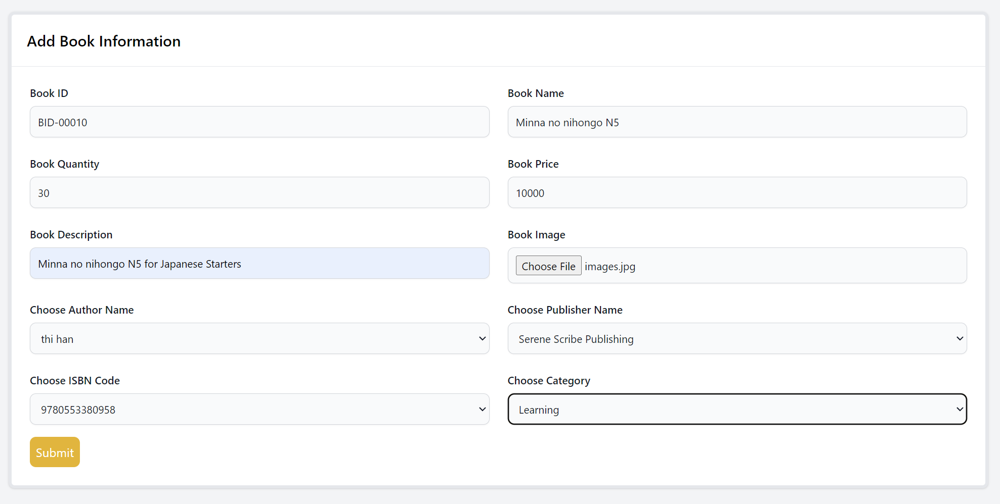 Add Book Information
Book ID
BID-00010
Book Name
Minna no nihongo N5
Book Quantity
30
Book Price
10000
Book Description
Minna no nihongo N5 for Japanese Starters
Book Image
Choose File images.jpg
Choose Author Name
thi han
Choose Publisher Name
Serene Scribe Publishing
Choose ISBN Code
9780553380958
Choose Category
Learning
Submit